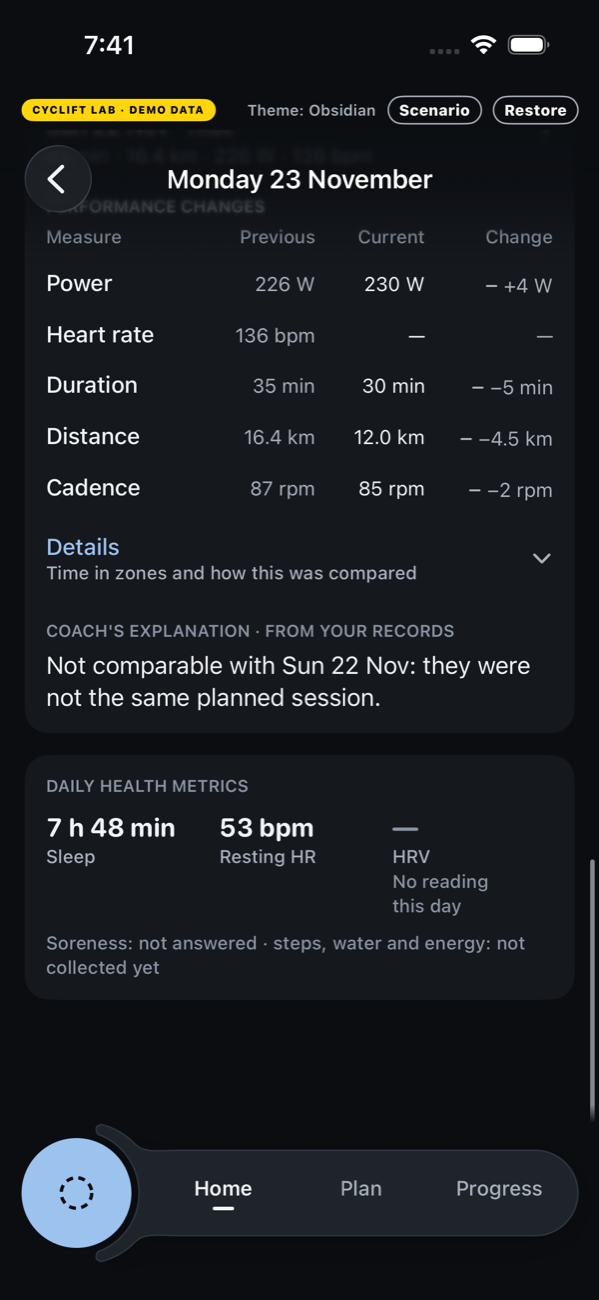 7:41
CYCLIFT LAB · DEMO DATA
Theme: Obsidian
Scenario
Restore
Monday 23 November
PERFORMANCE CHANGES
Measure Previous Current Change
Power 226 W 230 W – +4 W
Heart rate 136 bpm — —
Duration 35 min 30 min – −5 min
Distance 16.4 km 12.0 km – −4.5 km
Cadence 87 rpm 85 rpm – −2 rpm
Details
Time in zones and how this was compared
COACH'S EXPLANATION · FROM YOUR RECORDS
Not comparable with Sun 22 Nov: they were
not the same planned session.
DAILY HEALTH METRICS
7 h 48 min 53 bpm —
Sleep Resting HR HRV
No reading
this day
Soreness: not answered · steps, water and energy: not
collected yet
Home Plan Progress